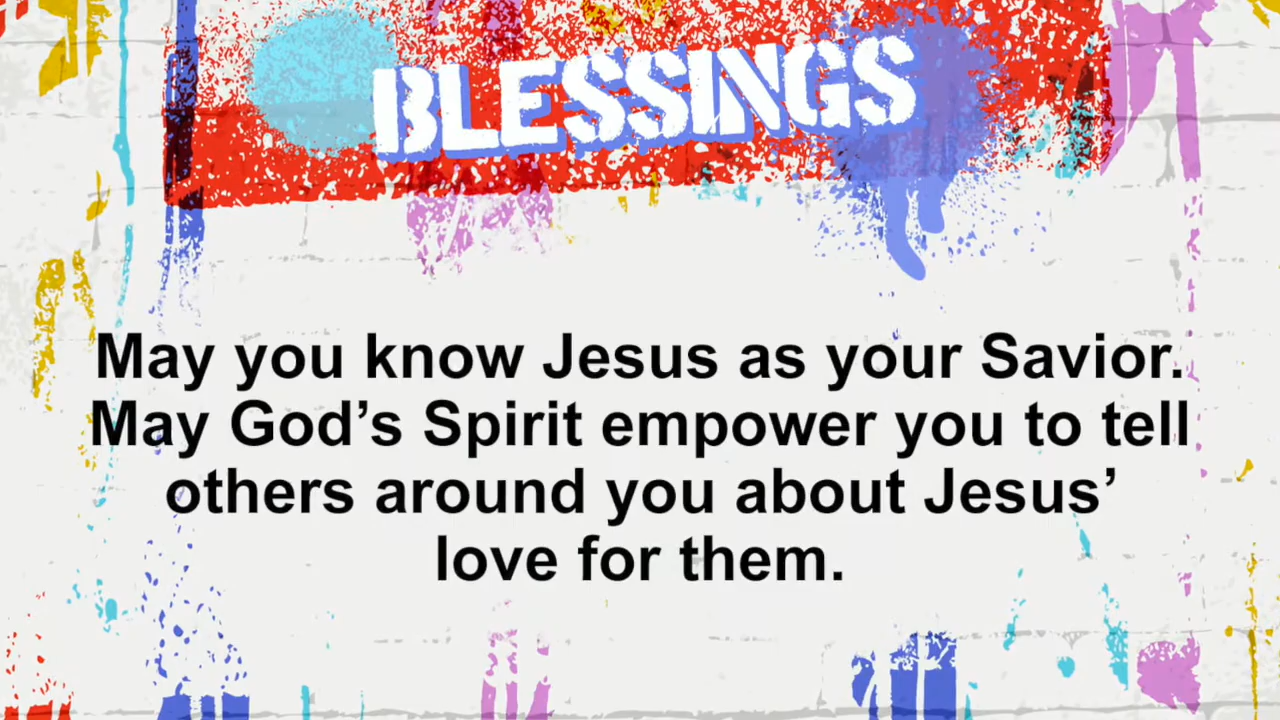 BLESSINGS
May you know Jesus as your Savior.
May God’s Spirit empower you to tell
others around you about Jesus’
love for them.